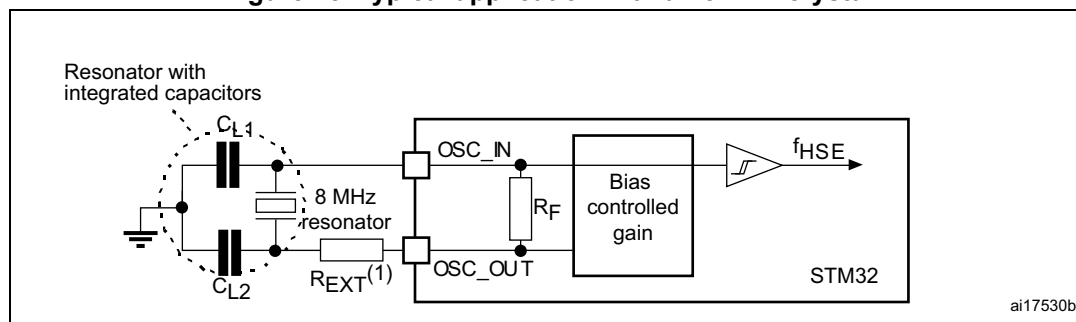 Resonator with
integrated capacitors
CL1
OSC_IN
fHSE
8 MHz
resonator
RF
Bias
controlled
gain
REXT(1)
OSC_OUT
STM32
CL2
ai17530b